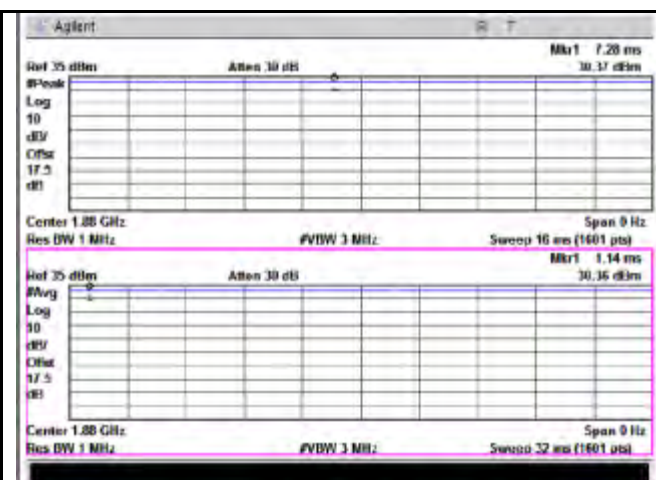 Agilent R T
Mkr1 7.28 ms
Ref 35 dBm Atten 30 dB 30.37 dBm
#Peak
Log
10
dB/
Offst
17.5
dB
Center 1.88 GHz Span 0 Hz
Res BW 1 MHz #VBW 3 MHz Sweep 16 ms (1601 pts)
Mkr1 1.14 ms
Ref 35 dBm Atten 30 dB 30.36 dBm
#Avg
Log
10
dB/
Offst
17.5
dB
Center 1.88 GHz Span 0 Hz
Res BW 1 MHz #VBW 3 MHz Sweep 32 ms (1601 pts)